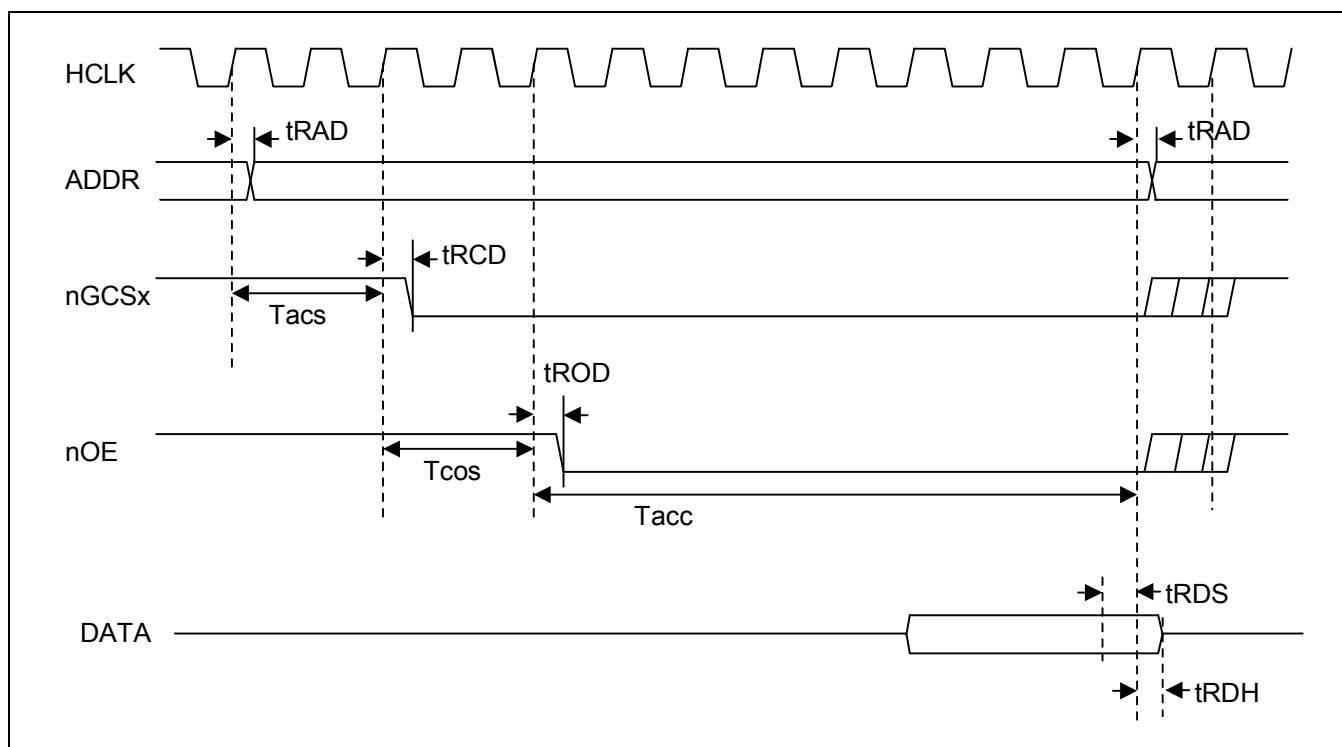 HCLK
tRAD
tRAD
ADDR
tRCD
nGCSx
Tacs
tROD
nOE
Tcos
Tacc
tRDS
DATA
tRDH